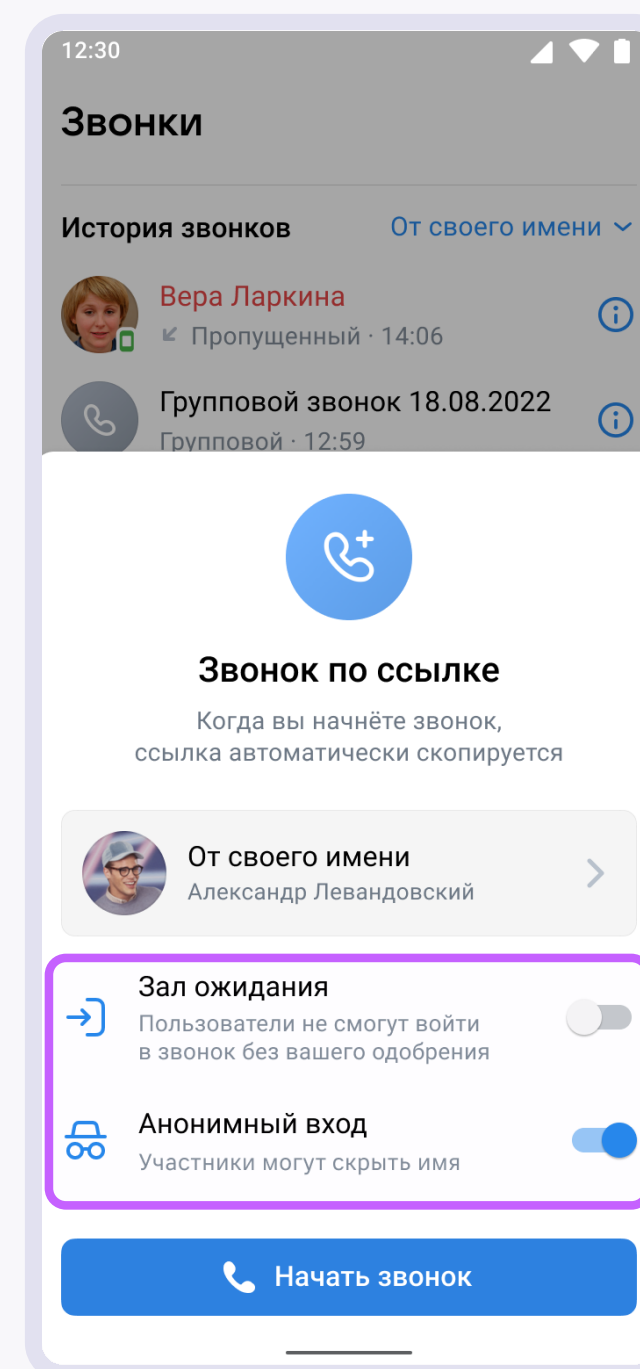 12:30
Звонки
История звонков
От своего имени
Вера Ларкина
Пропущенный · 14:06
Групповой звонок 18.08.2022
Групповой · 12:59
Звонок по ссылке
Когда вы начнёте звонок,
ссылка автоматически скопируется
От своего имени
Александр Левандовский
Зал ожидания
Пользователи не смогут войти
в звонок без вашего одобрения
Анонимный вход
Участники могут скрыть имя
Начать звонок